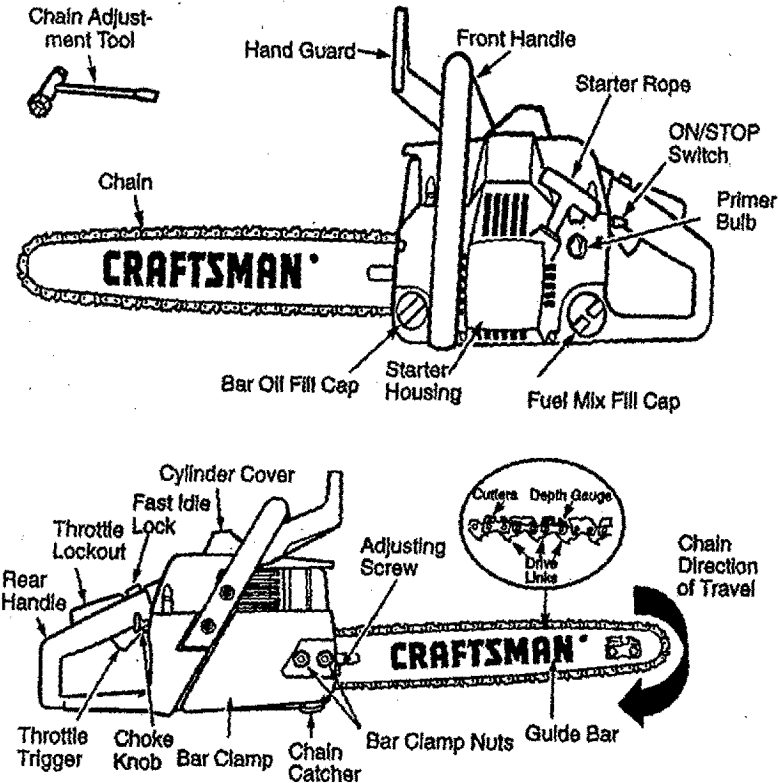 Chain Adjust-
ment Tool
Hand Guard
Front Handle
Starter Rope
ON/STOP
Switch
Primer
Bulb
Chain
CRAFTSMAN
Bar Oil Fill Cap
Starter
Housing
Fuel Mix Fill Cap
Cylinder Cover
Fast Idle
Lock
Throttle
Lockout
Rear
Handle
Adjusting
Screw
Cutters
Depth Gauge
Drive
Links
Chain
Direction
of Travel
CRAFTSMAN
Throttle
Trigger
Choke
Knob
Bar Clamp
Chain
Catcher
Bar Clamp Nuts
Guide Bar